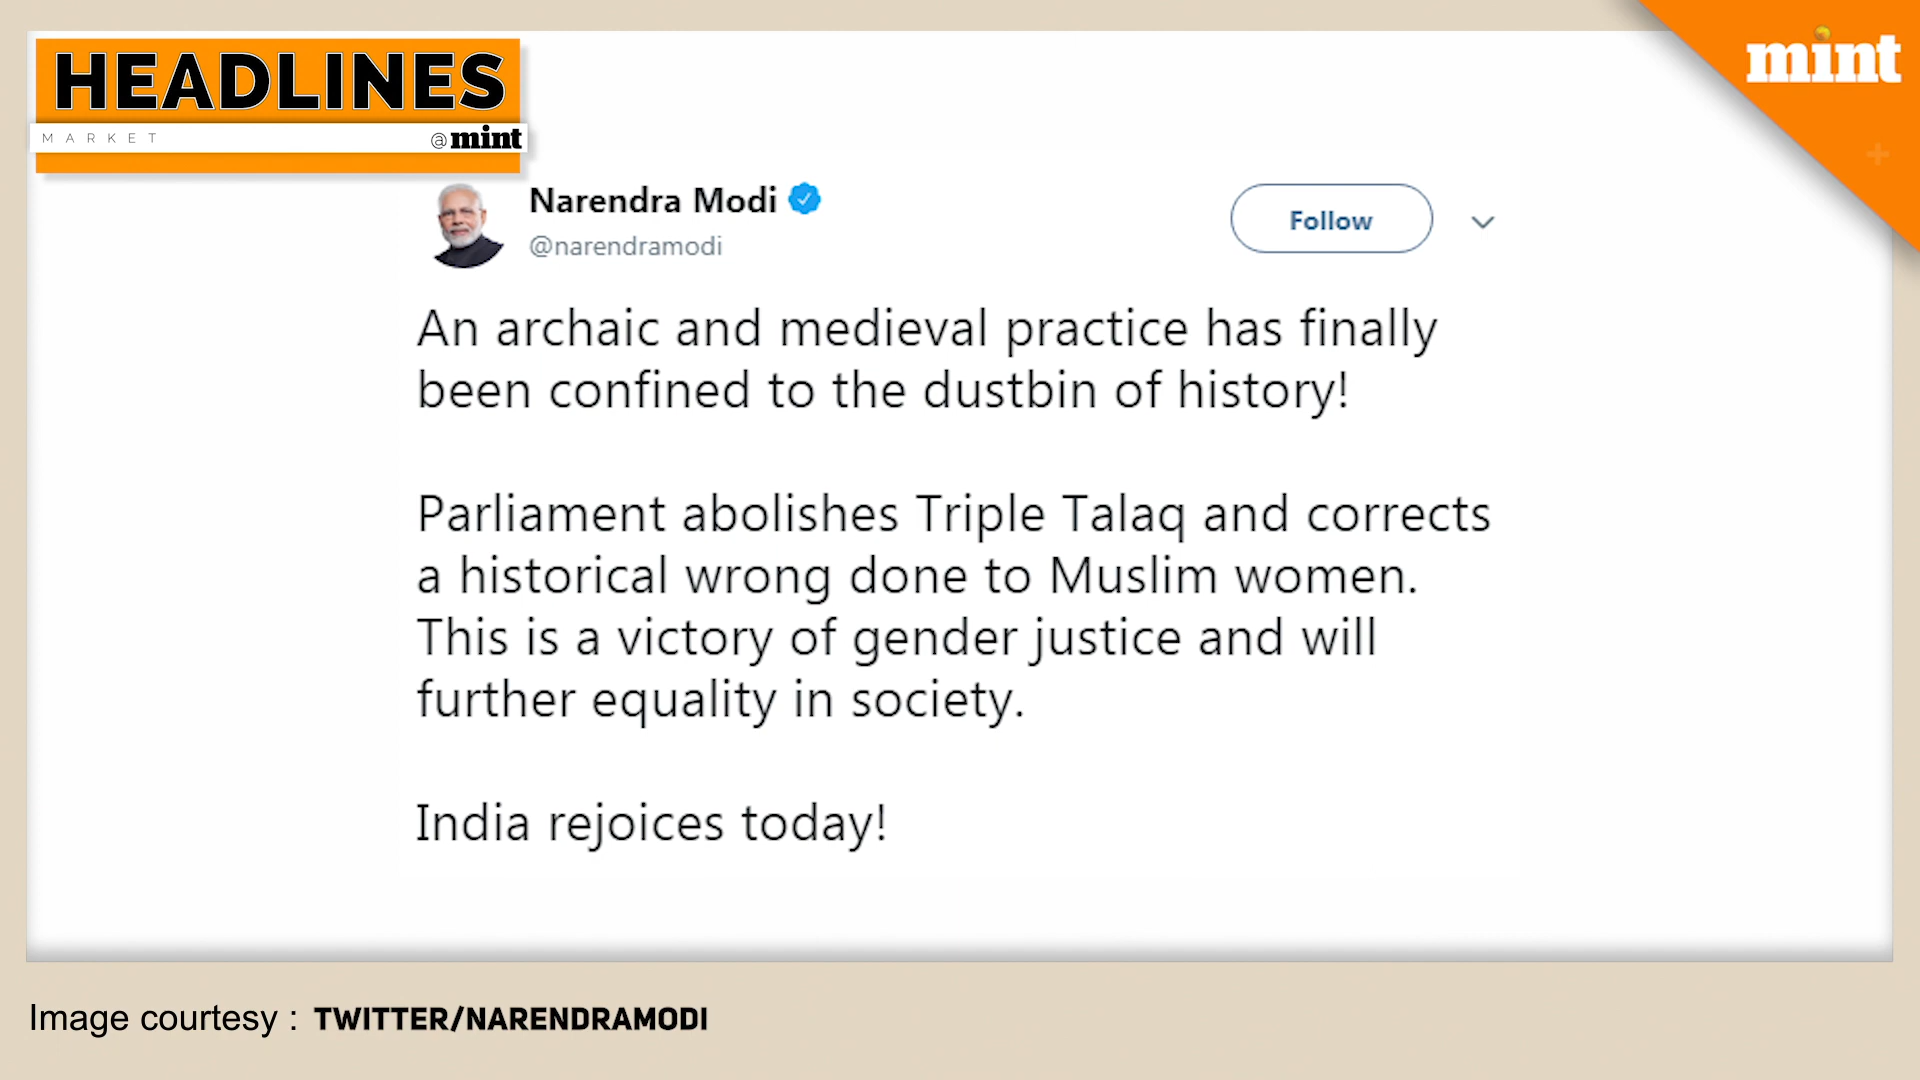 HEADLINES
MARKET @mint
mint
Narendra Modi
@narendramodi
Follow
An archaic and medieval practice has finally
been confined to the dustbin of history!
Parliament abolishes Triple Talaq and corrects
a historical wrong done to Muslim women.
This is a victory of gender justice and will
further equality in society.
India rejoices today!
Image courtesy : TWITTER/NARENDRAMODI